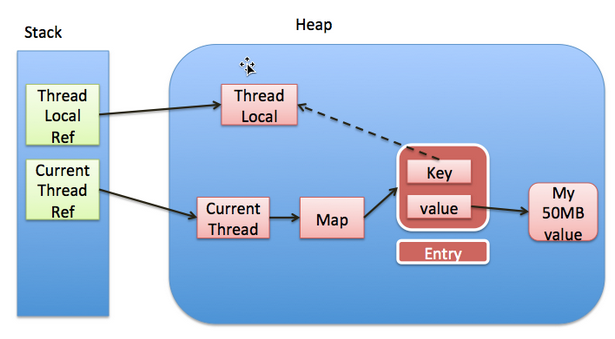 Stack
Heap
Thread
Local
Ref
Thread
Local
Current
Thread
Ref
Current
Thread
Map
Key
value
My
50MB
value
Entry